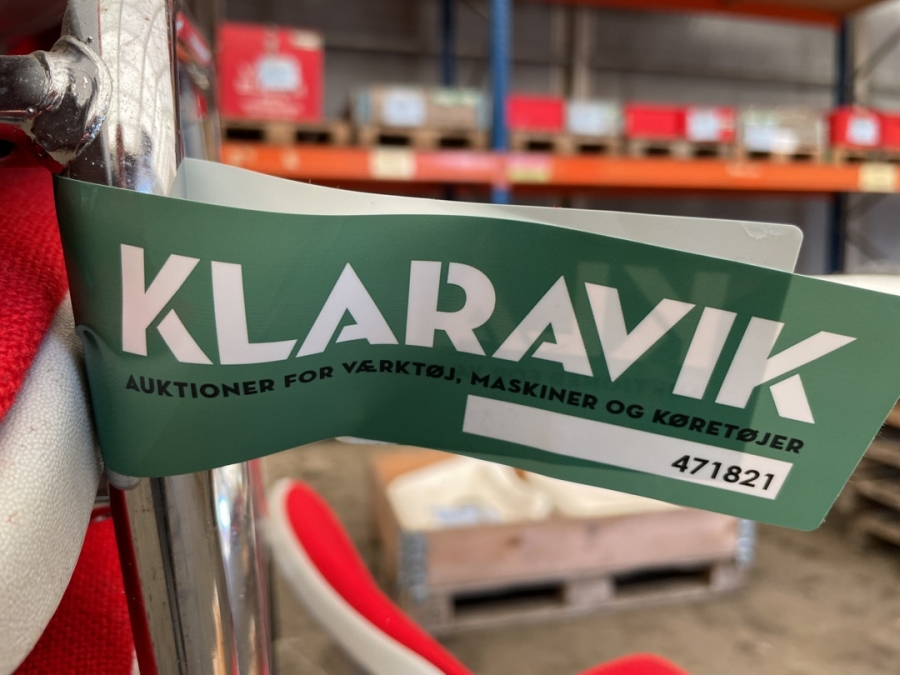 KLARAVIK
AUKTIONER FOR VÆRKTØJ, MASKINER OG KØRETØJER
471821